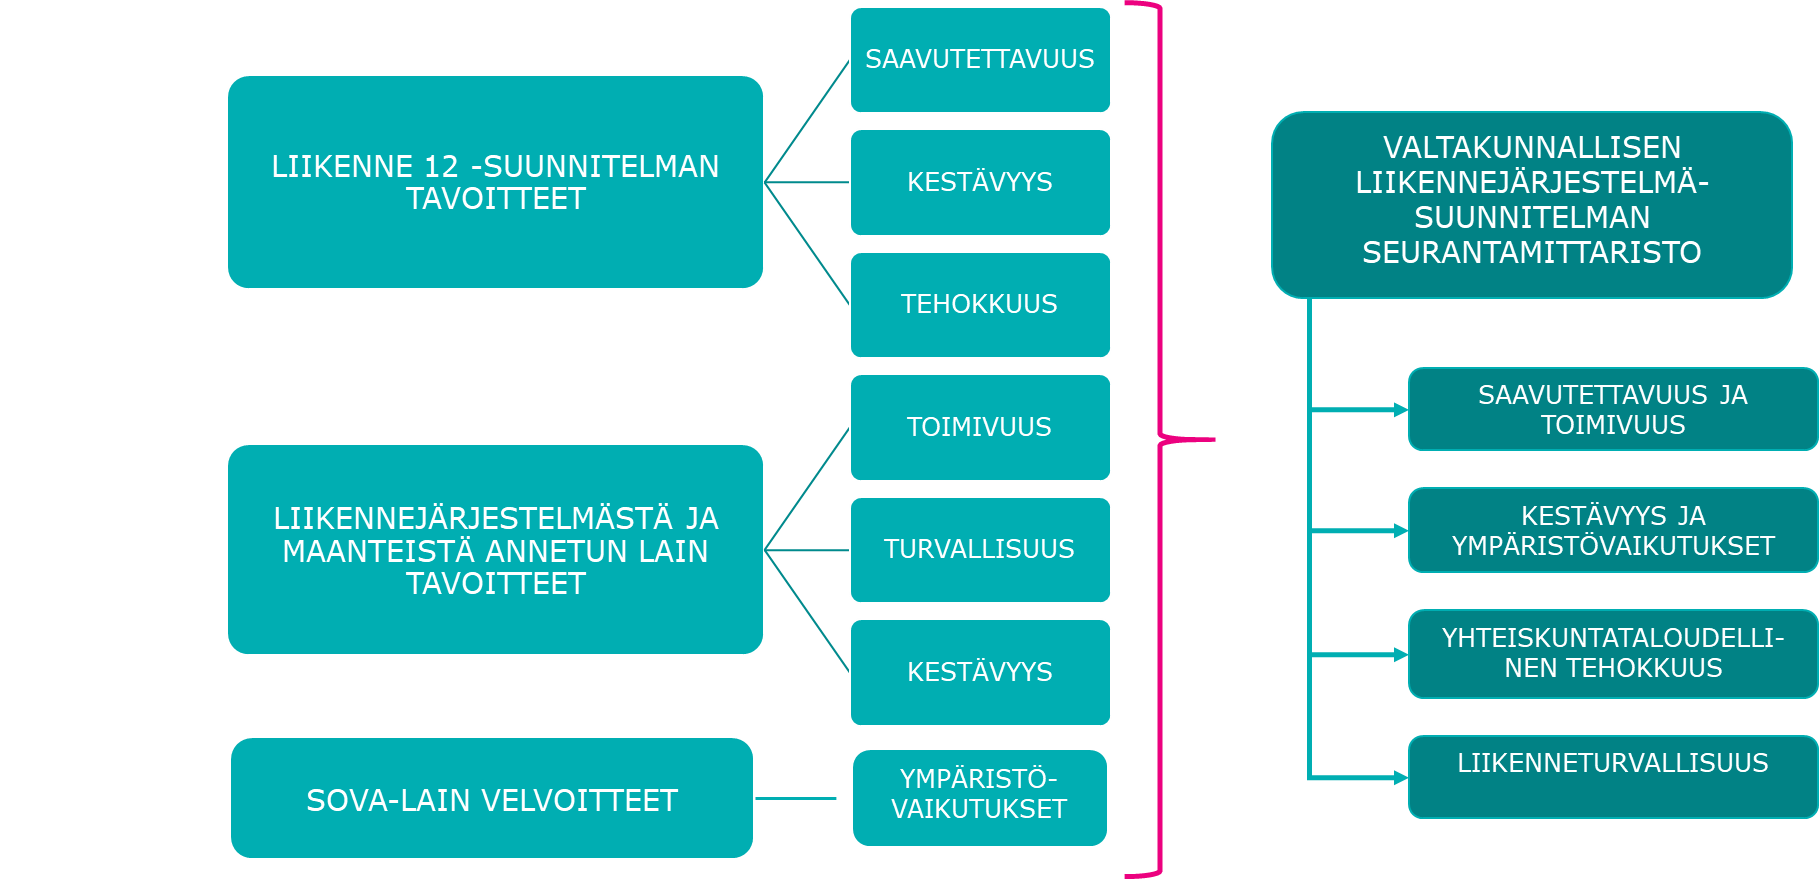 LIIKENNE 12 -SUUNNITELMAN
TAVOITTEET
SAAVUTETTAVUUS
KESTÄVYYS
TEHOKKUUS
LIIKENNEJÄRJESTELMÄSTÄ JA
MAANTEISTÄ ANNETUN LAIN
TAVOITTEET
TOIMIVUUS
TURVALLISUUS
KESTÄVYYS
SOVA-LAIN VELVOITTEET
YMPÄRISTÖ-
VAIKUTUKSET
VALTAKUNNALLISEN
LIIKENNEJÄRJESTELMÄ-
SUUNNITELMAN
SEURANTAMITTARISTO
SAAVUTETTAVUUS JA
TOIMIVUUS
KESTÄVYYS JA
YMPÄRISTÖVAIKUTUKSET
YHTEISKUNTATALOUDELLI-
NEN TEHOKKUUS
LIIKENNETURVALLISUUS